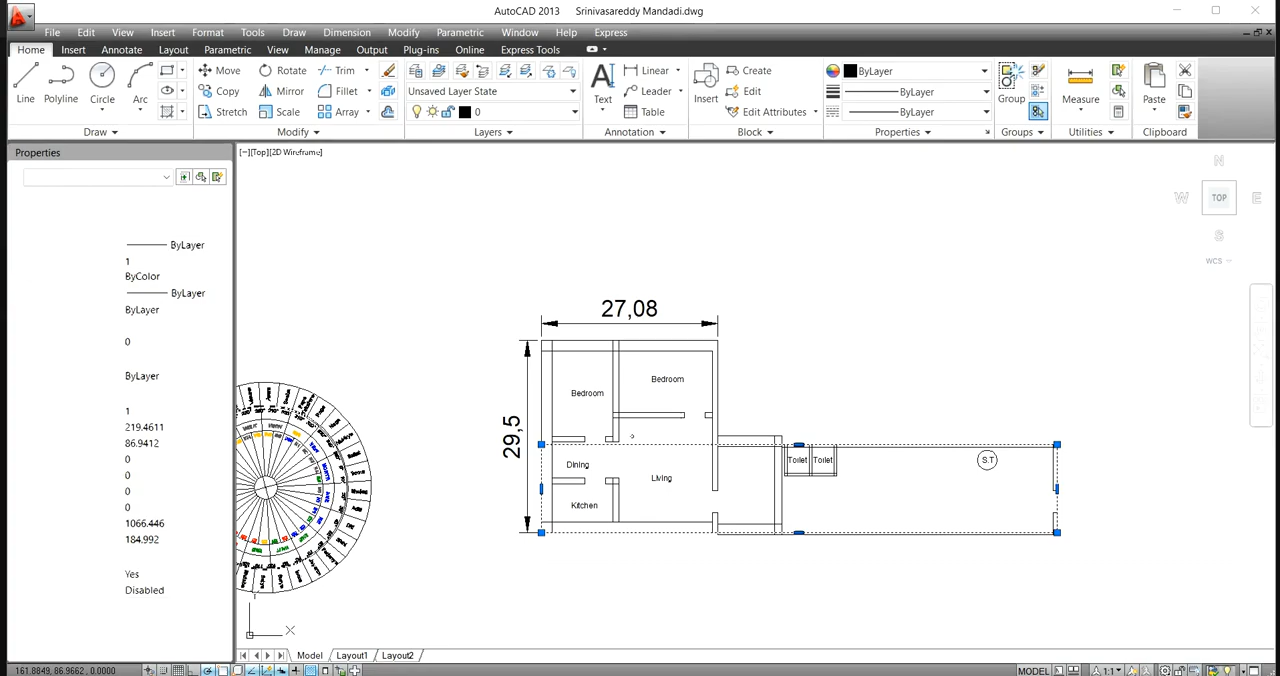 AutoCAD 2013 Srinivasareddy Mandadi.dwg
File Edit View Insert Format Tools Draw Dimension Modify Parametric Window Help Express
Home Insert Annotate Layout Parametric View Manage Output Plug-ins Online Express Tools
Line Polyline Circle Arc
Move Rotate Trim
Copy Mirror Fillet
Stretch Scale Array
Unsaved Layer State
0
Text
Linear
Leader
Table
Insert
Create
Edit
Edit Attributes
ByLayer
ByLayer
ByLayer
Group Measure Paste
Draw Modify Layers Annotation Block Properties Groups Utilities Clipboard
Properties
[−][Top][2D Wireframe]
ByLayer
1
ByColor
ByLayer
ByLayer
0
ByLayer
1
219.4611
86.9412
0
0
0
0
1066.446
184.992
Yes
Disabled
N
W TOP E
S
WCS
27,08
29,5
Bedroom
Bedroom
Dining
Living
Kitchen
Toilet Toilet
S.T
X
Model Layout1 Layout2
161.8849, 86.9662, 0.0000
MODEL
1:1